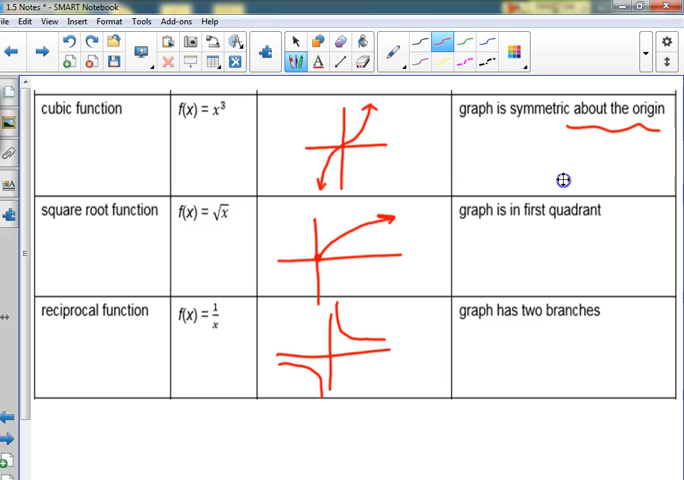 1.5 Notes * - SMART Notebook
File Edit View Insert Format Tools Add-ons Help
cubic function f(x) = x³ graph is symmetric about the origin
square root function f(x) = √x graph is in first quadrant
reciprocal function f(x) = 1/x graph has two branches